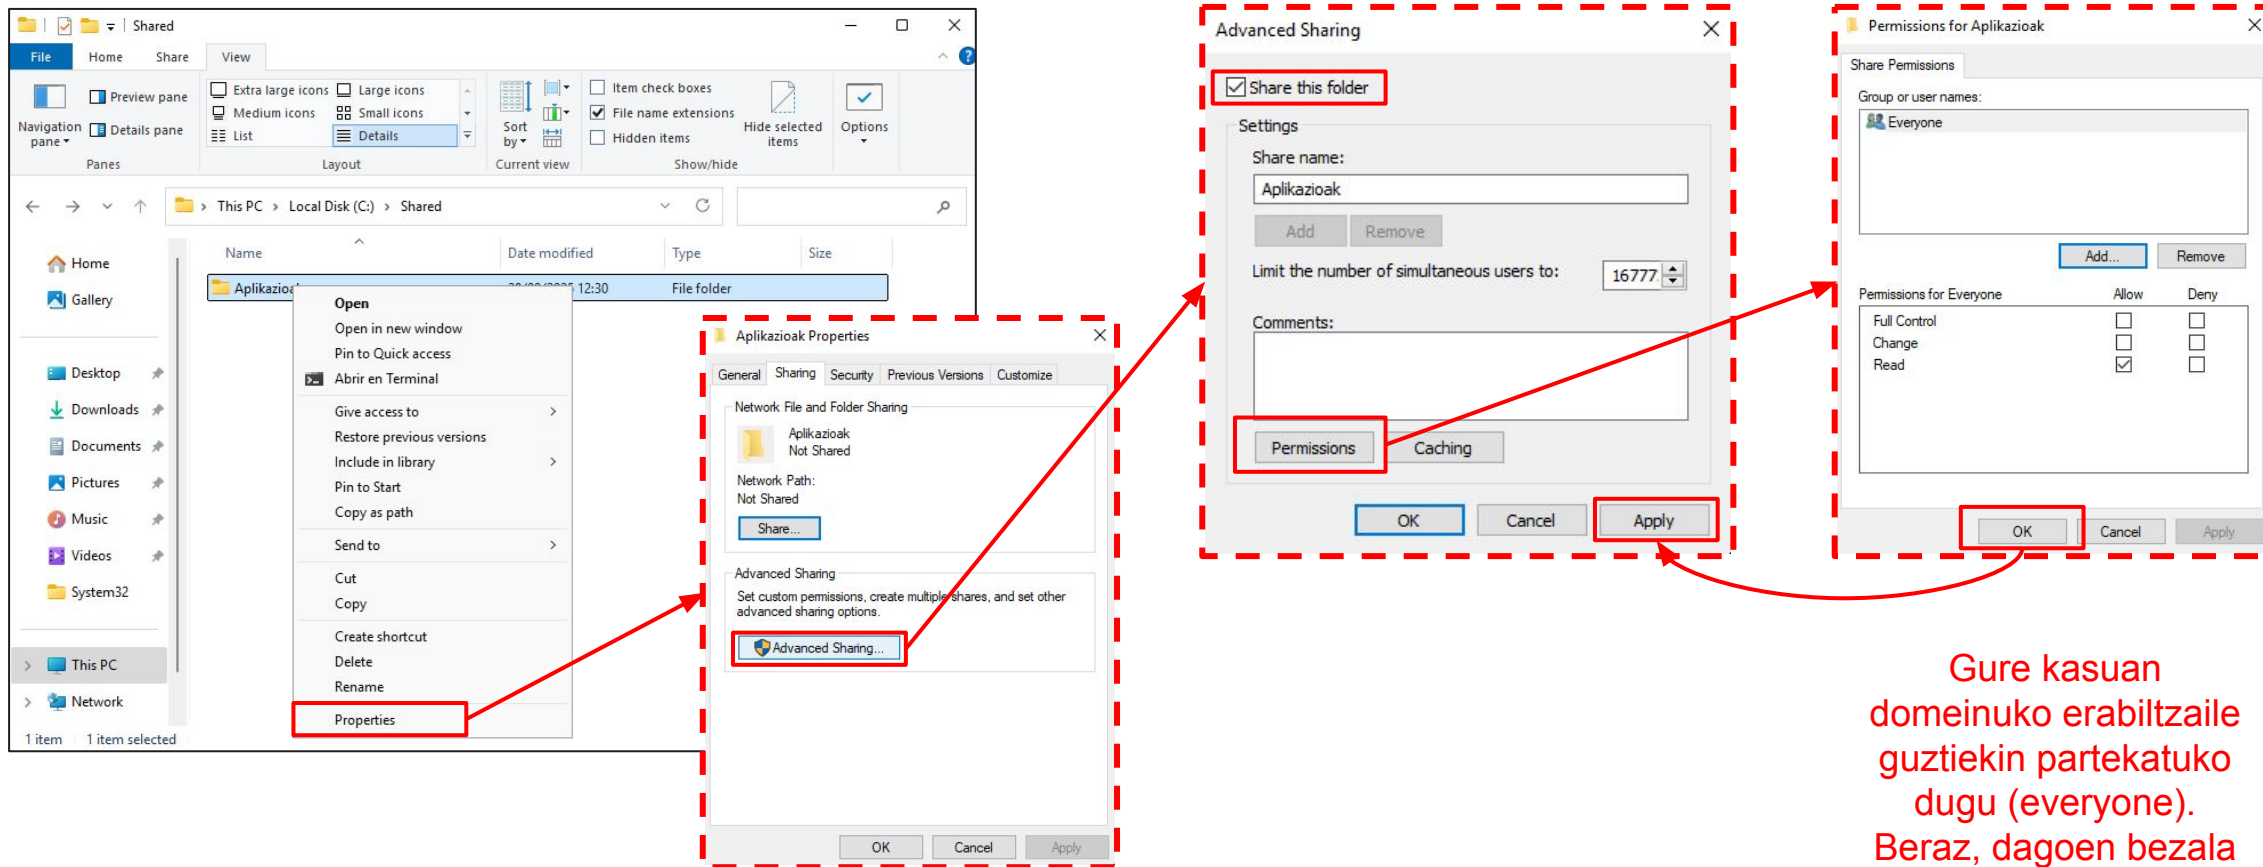 Shared
File Home Share View
Navigation pane
Preview pane
Details pane
Panes
Extra large icons Large icons
Medium icons Small icons
List Details
Layout
Sort by
Current view
Item check boxes
File name extensions
Hidden items
Hide selected items
Show/hide
Options
This PC > Local Disk (C:) > Shared
Name Date modified Type Size
Home
Gallery
Desktop
Downloads
Documents
Pictures
Music
Videos
System32
This PC
Network
1 item 1 item selected
12:30 File folder
Open
Open in new window
Pin to Quick access
Abrir en Terminal
Give access to
Restore previous versions
Include in library
Pin to Start
Copy as path
Send to
Cut
Copy
Create shortcut
Delete
Rename
Properties
Aplikazioak Properties
General Sharing Security Previous Versions Customize
Network File and Folder Sharing
Aplikazioak
Not Shared
Network Path:
Not Shared
Share...
Advanced Sharing
Set custom permissions, create multiple shares, and set other
advanced sharing options.
Advanced Sharing...
OK Cancel Apply
Advanced Sharing
Share this folder
Settings
Share name:
Aplikazioak
Add Remove
Limit the number of simultaneous users to: 16777
Comments:
Permissions Caching
OK Cancel Apply
Permissions for Aplikazioak
Share Permissions
Group or user names:
Everyone
Add... Remove
Permissions for Everyone Allow Deny
Full Control
Change
Read
OK Cancel Apply
Gure kasuan
domeinuko erabiltzaile
guztiekin partekatuko
dugu (everyone).
Beraz, dagoen bezala